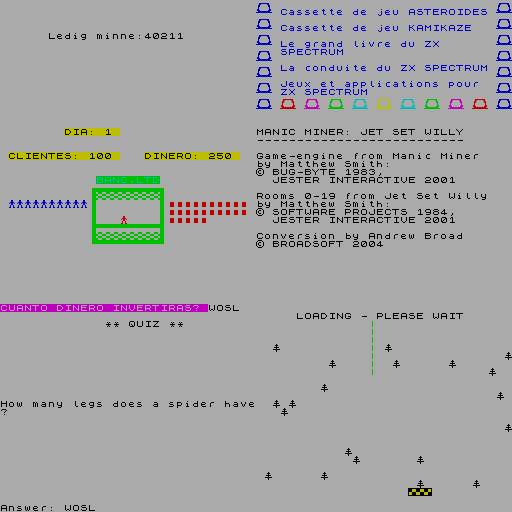 Ledig minne:40211
Cassette de jeu ASTEROIDES
Cassette de jeu KAMIKAZE
Le grand livre du ZX
SPECTRUM
La conduite du ZX SPECTRUM
Jeux et applications pour
ZX SPECTRUM
DIA: 1
CLIENTES: 100 DINERO: 250
CUANTO DINERO INVERTIRAS? WOSL
MANIC MINER: JET SET WILLY
--------------------------
Game-engine from Manic Miner
by Matthew Smith:
© BUG-BYTE 1983,
JESTER INTERACTIVE 2001
Rooms 0-19 from Jet Set Willy
by Matthew Smith:
© SOFTWARE PROJECTS 1984,
JESTER INTERACTIVE 2001
Conversion by Andrew Broad
© BROADSOFT 2004
** QUIZ **
How many legs does a spider have
?
Answer: WOSL
LOADING - PLEASE WAIT